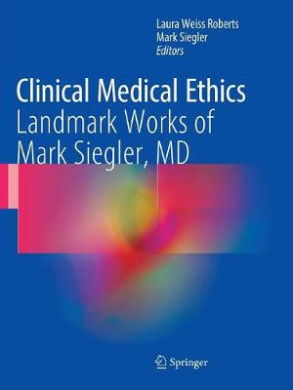 Laura Weiss Roberts
Mark Siegler
Editors
Clinical Medical Ethics
Landmark Works of
Mark Siegler, MD
Springer